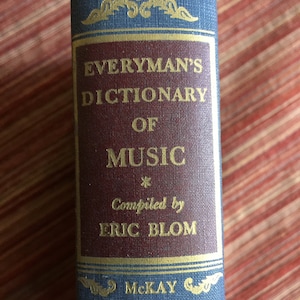 EVERYMAN'S
DICTIONARY
OF
MUSIC
*
Compiled by
ERIC BLOM
McKAY